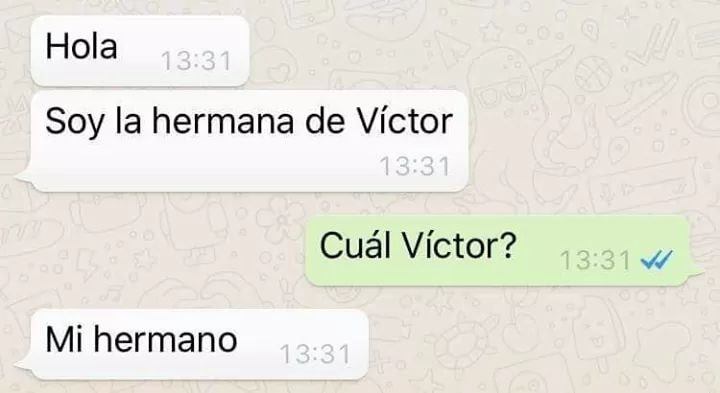 Hola 13:31
Soy la hermana de Víctor
13:31
Cuál Víctor? 13:31
Mi hermano 13:31